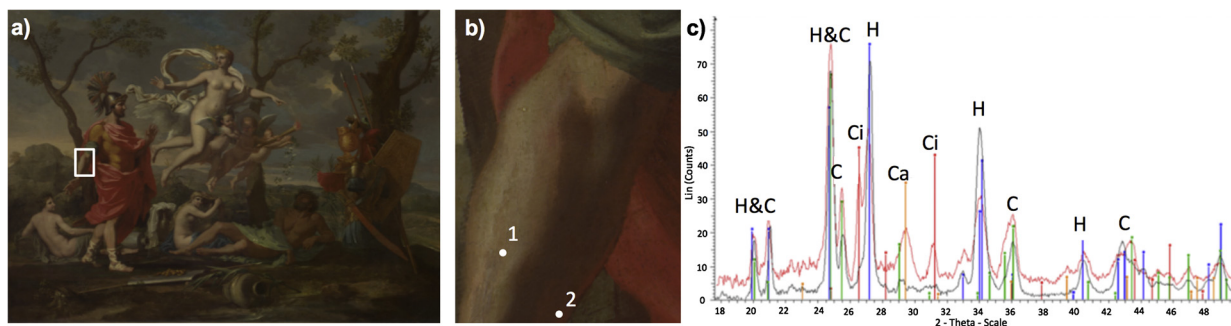 a)
b)
1
2
c)
H&C
H
Ci
Ci
C
Ca
H
C
H&C
H
C
Lin (Counts)
70
60
50
40
30
20
10
0
18 20 22 24 26 28 30 32 34 36 38 40 42 44 46 48
2 - Theta - Scale